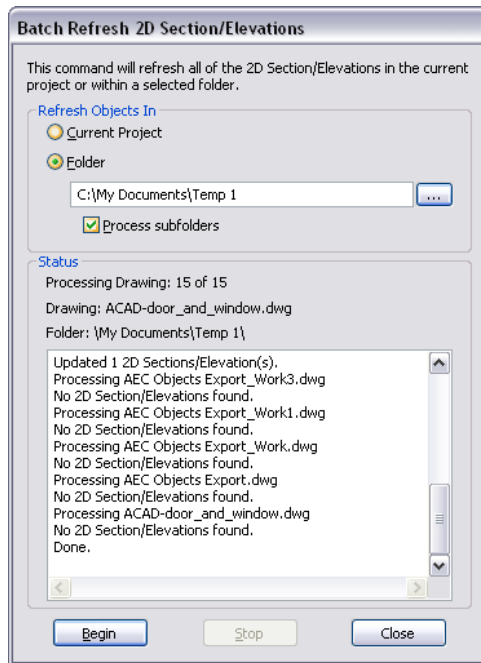 Batch Refresh 2D Section/Elevations
This command will refresh all of the 2D Section/Elevations in the current
project or within a selected folder.
Refresh Objects In
Current Project
Folder
C:\My Documents\Temp 1
...
Process subfolders
Status
Processing Drawing: 15 of 15
Drawing: ACAD-door_and_window.dwg
Folder: \My Documents\Temp 1\
Updated 1 2D Sections/Elevation(s).
Processing AEC Objects Export_Work3.dwg
No 2D Section/Elevations found.
Processing AEC Objects Export_Work1.dwg
No 2D Section/Elevations found.
Processing AEC Objects Export_Work.dwg
No 2D Section/Elevations found.
Processing AEC Objects Export.dwg
No 2D Section/Elevations found.
Processing ACAD-door_and_window.dwg
No 2D Section/Elevations found.
Done.
Begin Stop Close